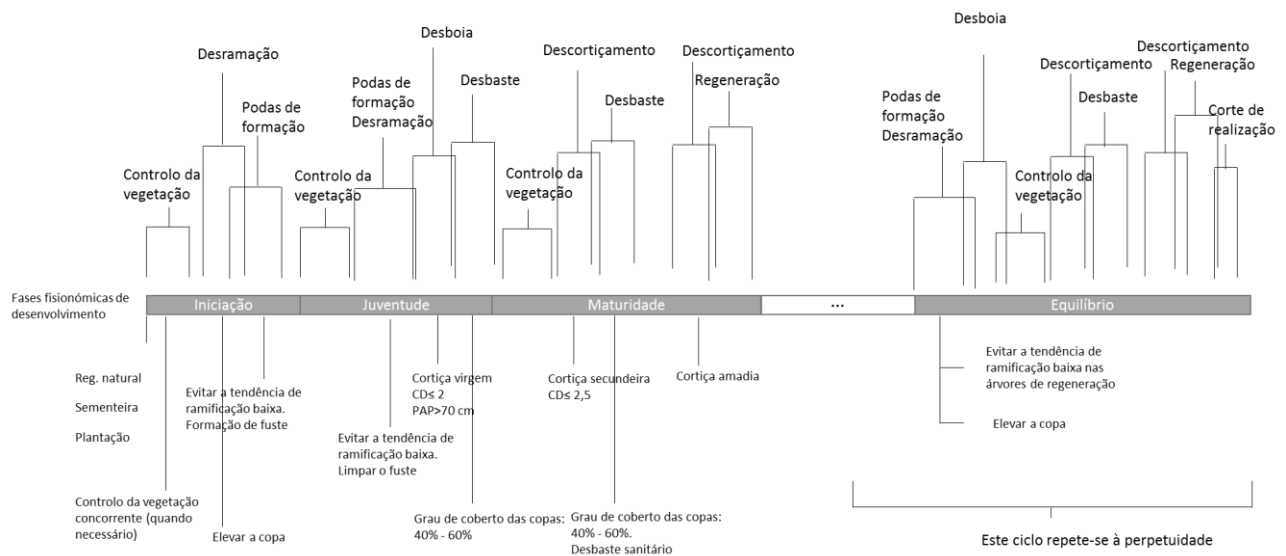 Desramação
Podas de
formação
Controlo da
vegetação
Desboia
Desbaste
Podas de
formação
Desramação
Controlo da
vegetação
Descortiçamento
Desbaste
Controlo da
vegetação
Descortiçamento
Regeneração
Desboia
Podas de
formação
Desramação
Controlo da
vegetação
Descortiçamento
Desbaste
Descortiçamento
Regeneração
Corte de
realização
Fases fisionómicas de
desenvolvimento
Iniciação
Juventude
Maturidade
...
Equilíbrio
Reg. natural
Sementeira
Plantação
Controlo da vegetação
concorrente (quando
necessário)
Evitar a tendência de
ramificação baixa.
Formação de fuste
Elevar a copa
Evitar a tendência de
ramificação baixa.
Limpar o fuste
Cortiça virgem
CD≤ 2
PAP>70 cm
Grau de coberto das copas:
40% - 60%
Cortiça secundeira
CD≤ 2,5
Grau de coberto das copas:
40% - 60%.
Desbaste sanitário
Cortiça amadia
Evitar a tendência de
ramificação baixa nas
árvores de regeneração
Elevar a copa
Este ciclo repete-se à perpetuidade